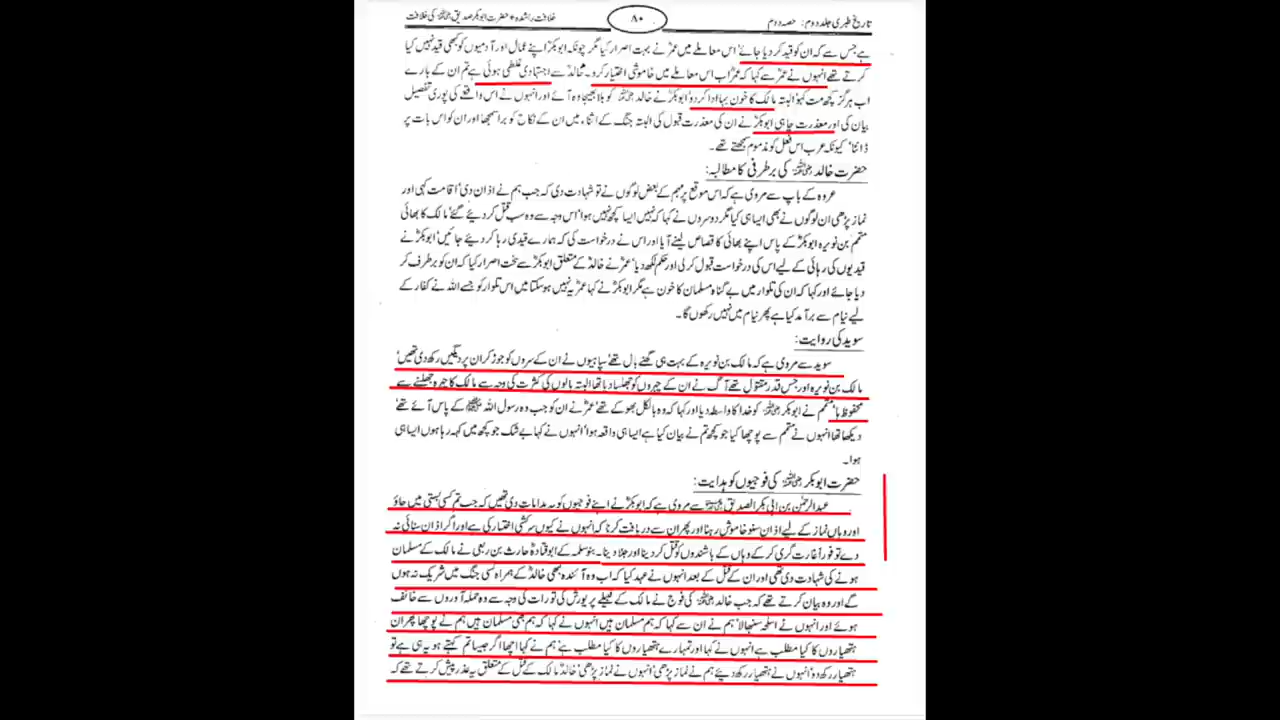 تاریخ طبری جلد دوم : حصہ دوم
۸۰
خلافت راشدہ + حضرت ابوبکر صدیق رضی اللہ عنہ کی خلافت
ہے جس سے کہ ان کو قید کر دیا جائے' اس معاملے میں عمرؓ نے بہت اصرار کیا مگر چونکہ ابوبکرؓ اپنے عمال اور آدمیوں کو کبھی قید نہیں کیا
کرتے تھے انہوں نے عمرؓ سے کہا کہ عمرؓ اب اس معاملے میں خاموشی اختیار کرو۔ خالدؓ سے اجتہادی غلطی ہوئی ہے تم ان کے بارے
اب ہرگز کچھ مت کہو' البتہ مالک کا خون بہا ادا کر دو' ابوبکرؓ نے خالد رضی اللہ عنہ کو بلا بھیجا وہ آئے اور انہوں نے اس واقعے کی پوری تفصیل
بیان کی اور معذرت چاہی ابوبکرؓ نے ان کی معذرت قبول کی البتہ جنگ کے اثناء میں ان کے نکاح کو برا سمجھا اور ان کو اس بات پر
ڈانٹا' کیونکہ عرب اس فعل کو مذموم سمجھتے تھے۔
حضرت خالد رضی اللہ عنہ کی برطرفی کا مطالبہ:
عروہ کے باپ سے مروی ہے کہ اس موقع پر مہم کے بعض لوگوں نے تو شہادت دی کہ جب ہم نے اذان دی' اقامت کہی اور
نماز پڑھی ان لوگوں نے بھی ایسا ہی کیا مگر دوسروں نے کہا کہ نہیں ایسا کچھ نہیں ہوا' اس وجہ سے وہ سب قتل کر دیئے گئے' مالک کا بھائی
متمم بن نویرہ ابوبکرؓ کے پاس اپنے بھائی کا قصاص لینے آیا اور اس نے درخواست کی کہ ہمارے قیدی رہا کر دیئے جائیں' ابوبکرؓ نے
قیدیوں کی رہائی کے لیے اس کی درخواست قبول کر لی اور حکم لکھ دیا' عمرؓ نے خالدؓ کے متعلق ابوبکرؓ سے سخت اصرار کیا کہ ان کو برطرف کر
دیا جائے اور کہا کہ ان کی تلوار میں بے گناہ مسلمان کا خون ہے مگر ابوبکرؓ نے کہا عمرؓ یہ نہیں ہو سکتا میں اس تلوار کو جسے اللہ نے کفار کے
لیے نیام سے برآمد کیا ہے پھر نیام میں نہیں رکھوں گا۔
سوید کی روایت:
سوید سے مروی ہے کہ مالک بن نویرہ کے بہت ہی گھنے بال تھے' سپاہیوں نے ان کے سروں کو جوڑ کر ان پر دیگیں رکھ دی تھیں'
مالک بن نویرہ اور جس قدر مقتول تھے آگ نے ان کے چہروں کو جھلسا دیا تھا البتہ بالوں کی کثرت کی وجہ سے مالک کا چہرہ جھلسنے سے
محفوظ رہا' متمم نے ابوبکر رضی اللہ عنہ کو خدا کا واسطہ دیا اور کہا کہ وہ بالکل بھوکے تھے' عمرؓ نے ان کو جب وہ رسول اللہ ﷺ کے پاس آئے تھے
دیکھا تھا انہوں نے متمم سے پوچھا کیا جو کچھ تم نے بیان کیا ہے ایسا ہی واقعہ ہوا' انہوں نے کہا بے شک جو کچھ میں کہہ رہا ہوں ایسا ہی
ہوا۔
حضرت ابوبکر رضی اللہ عنہ کی فوجیوں کو ہدایت:
عبدالرحمٰن بن ابی بکر الصدیق رضی اللہ عنہ سے مروی ہے کہ ابوبکرؓ نے اپنے فوجیوں کو یہ ہدایات دی تھیں کہ جب تم کسی بستی میں جاؤ
اور وہاں نماز کے لیے اذان سنو خاموش رہنا اور پھر ان سے دریافت کرنا کہ انہوں نے کیوں سرکشی اختیار کی ہے اور اگر اذان سنائی نہ
دے تو فوراً غارت گری کر کے وہاں کے باشندوں کو قتل کر دینا اور جلا دینا۔ بنو سلمہ کے ابو قتادہؓ حارث بن ربعی نے مالک کے مسلمان
ہونے کی شہادت دی تھی اور ان کے قتل کے بعد انہوں نے عہد کیا کہ اب وہ آئندہ بھی خالدؓ کے ہمراہ کسی جنگ میں شریک نہ ہوں
گے اور وہ بیان کرتے تھے کہ جب خالد رضی اللہ عنہ کی فوج نے مالک کے قبیلے پر یورش کی تو رات کی وجہ سے وہ حملہ آوروں سے خائف
ہوئے اور انہوں نے اسلحہ سنبھالا' ہم نے ان سے کہا کہ ہم مسلمان ہیں انہوں نے کہا کہ ہم بھی مسلمان ہیں ہم نے پوچھا پھر ان
ہتھیاروں کا کیا مطلب ہے انہوں نے کہا اور تمہارے ہتھیاروں کا کیا مطلب ہے' ہم نے کہا اچھا اگر جیسا تم کہتے ہو یہ ہی ہے تو
ہتھیار رکھ دو' انہوں نے ہتھیار رکھ دیئے ہم نے نماز پڑھی' انہوں نے نماز پڑھی' خالدؓ مالک کے قتل کے متعلق یہ عذر پیش کرتے تھے کہ